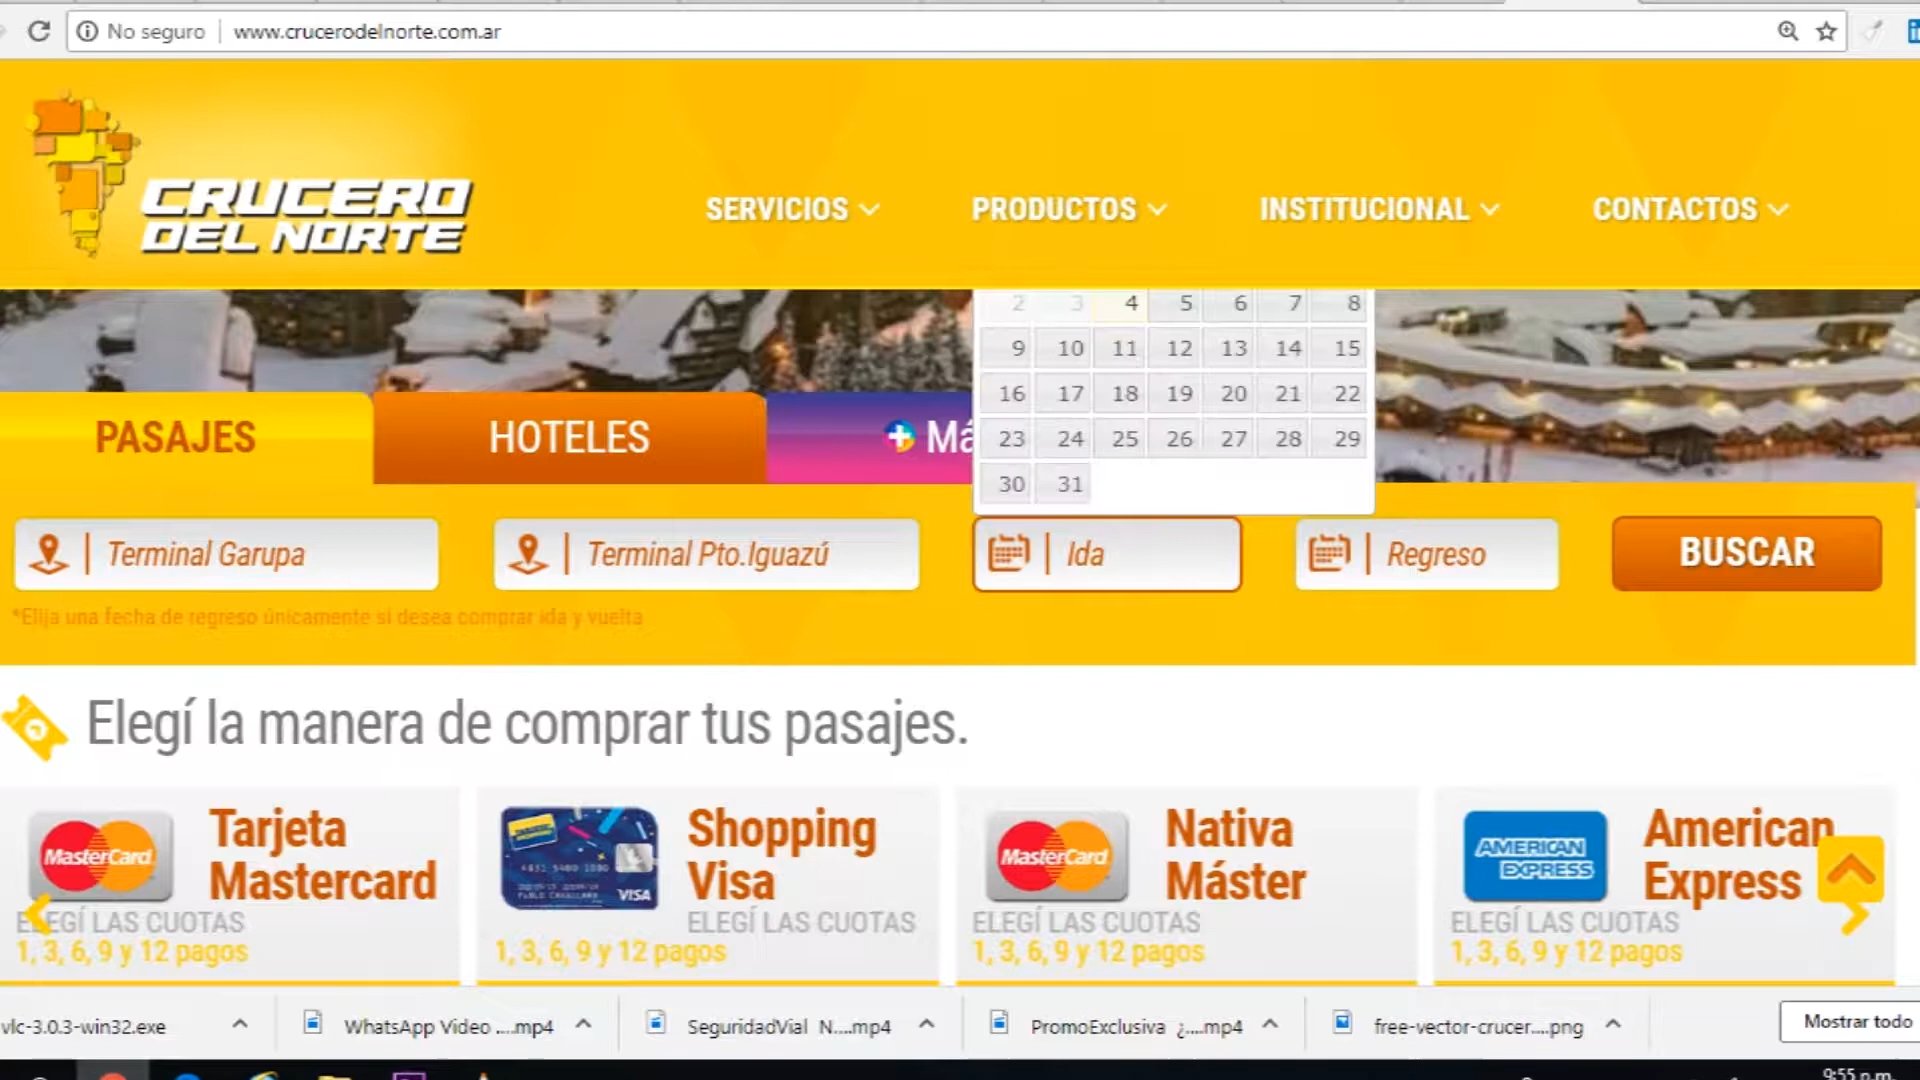 No seguro www.crucerodelnorte.com.ar
CRUCERO
DEL NORTE
SERVICIOS PRODUCTOS INSTITUCIONAL CONTACTOS
2 3 4 5 6 7 8
9 10 11 12 13 14 15
16 17 18 19 20 21 22
23 24 25 26 27 28 29
30 31
PASAJES HOTELES Má
Terminal Garupa Terminal Pto.Iguazú Ida Regreso BUSCAR
*Elija una fecha de regreso únicamente si desea comprar ida y vuelta
Elegí la manera de comprar tus pasajes.
MasterCard
Tarjeta
Mastercard
ELEGÍ LAS CUOTAS
1, 3, 6, 9 y 12 pagos
VISA
Shopping
Visa
ELEGÍ LAS CUOTAS
1, 3, 6, 9 y 12 pagos
MasterCard
Nativa
Máster
ELEGÍ LAS CUOTAS
1, 3, 6, 9 y 12 pagos
AMERICAN
EXPRESS
American
Express
ELEGÍ LAS CUOTAS
1, 3, 6, 9 y 12 pagos
vlc-3.0.3-win32.exe WhatsApp Video ....mp4 SeguridadVial N....mp4 PromoExclusiva ¿....mp4 free-vector-crucer....png Mostrar todo
9:55 p.m.